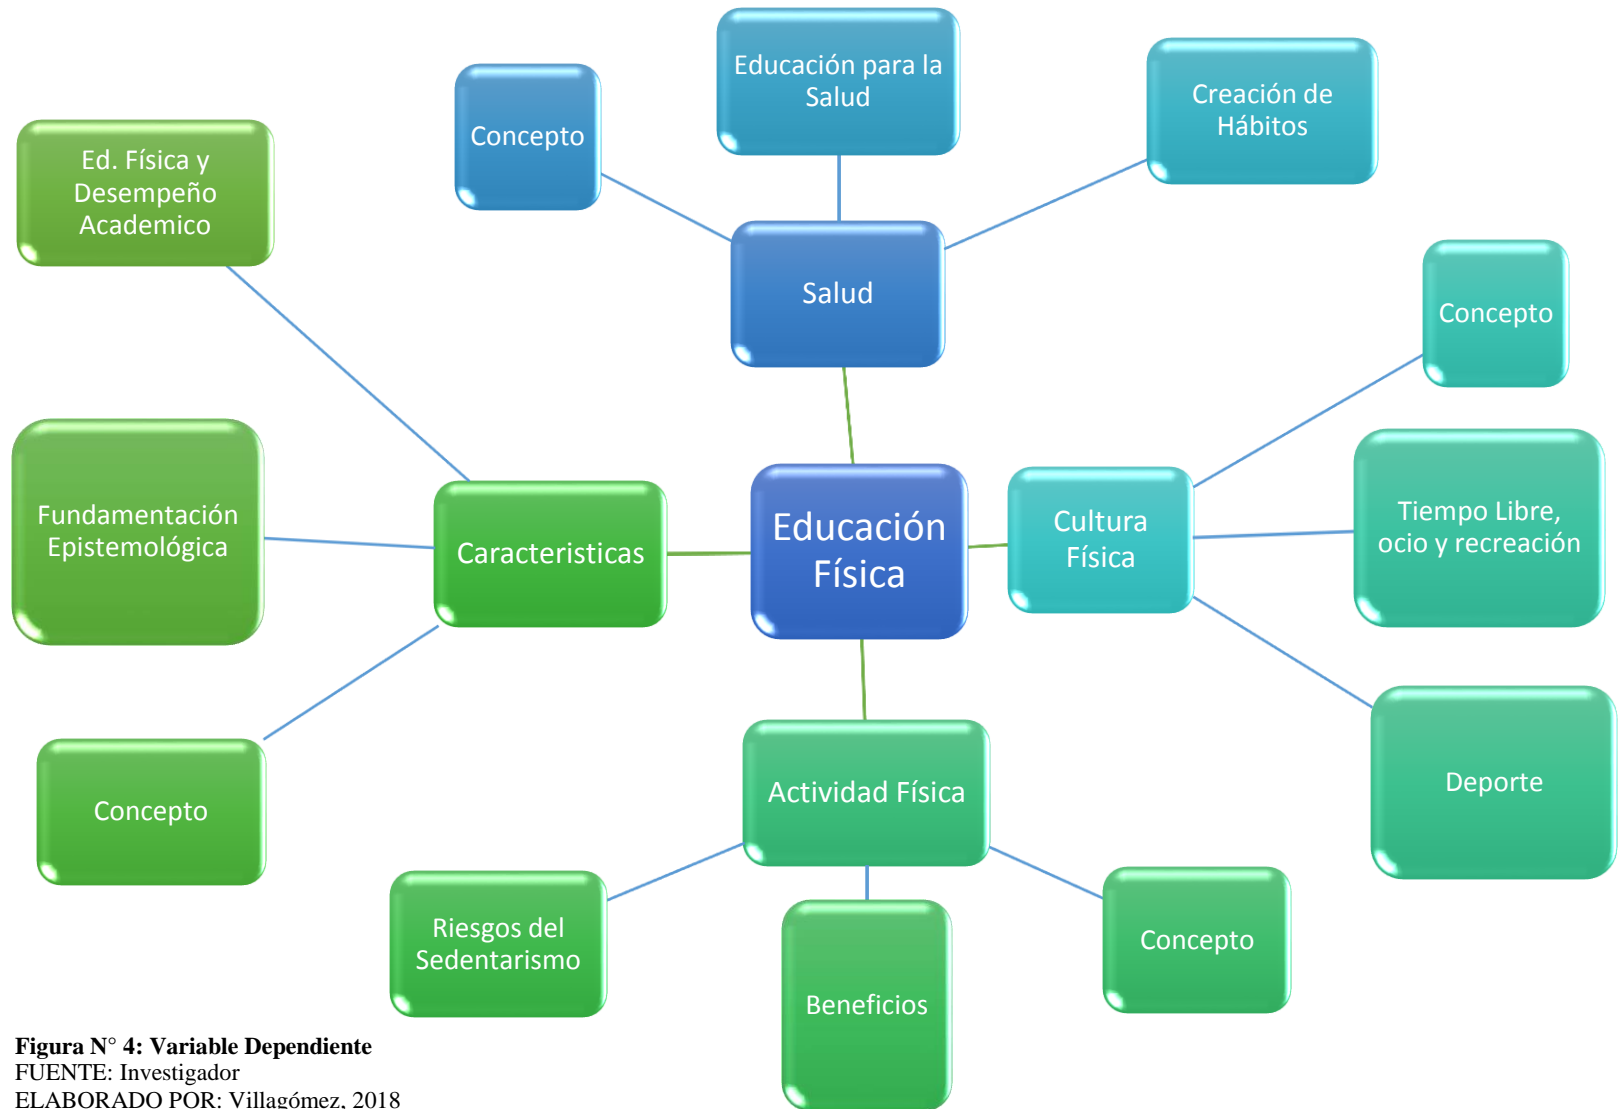 Educación para la
Salud
Creación de
Hábitos
Concepto
Ed. Física y
Desempeño
Academico
Salud
Concepto
Fundamentación
Epistemológica
Caracteristicas
Educación
Física
Cultura
Física
Tiempo Libre,
ocio y recreación
Concepto
Actividad Física
Deporte
Riesgos del
Sedentarismo
Beneficios
Concepto
Figura N° 4: Variable Dependiente
FUENTE: Investigador
ELABORADO POR: Villagómez, 2018